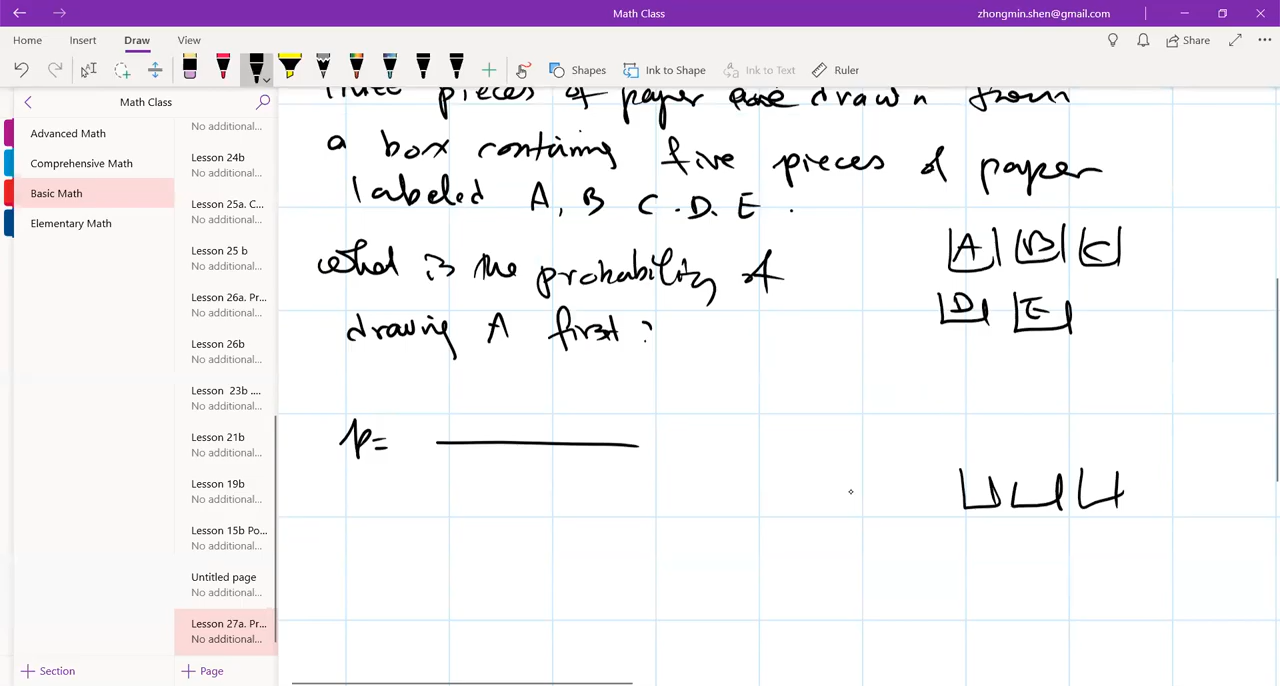 Math Class
zhongmin.shen@gmail.com
Home Insert Draw View
Share
Shapes Ink to Shape Ink to Text Ruler
Math Class
Advanced Math
Comprehensive Math
Basic Math
Elementary Math
No additional...
Lesson 24b
No additional...
Lesson 25a. C...
No additional...
Lesson 25 b
No additional...
Lesson 26a. Pr...
No additional...
Lesson 26b
No additional...
Lesson 23b ....
No additional...
Lesson 21b
No additional...
Lesson 19b
No additional...
Lesson 15b Po...
No additional...
Untitled page
No additional...
Lesson 27a. Pr...
No additional...
Section
Page
pieces of paper are drawn from
a box containing five pieces of paper
labeled A, B C. D. E.
What is the probability of
drawing A first?
A B C
D E
P=